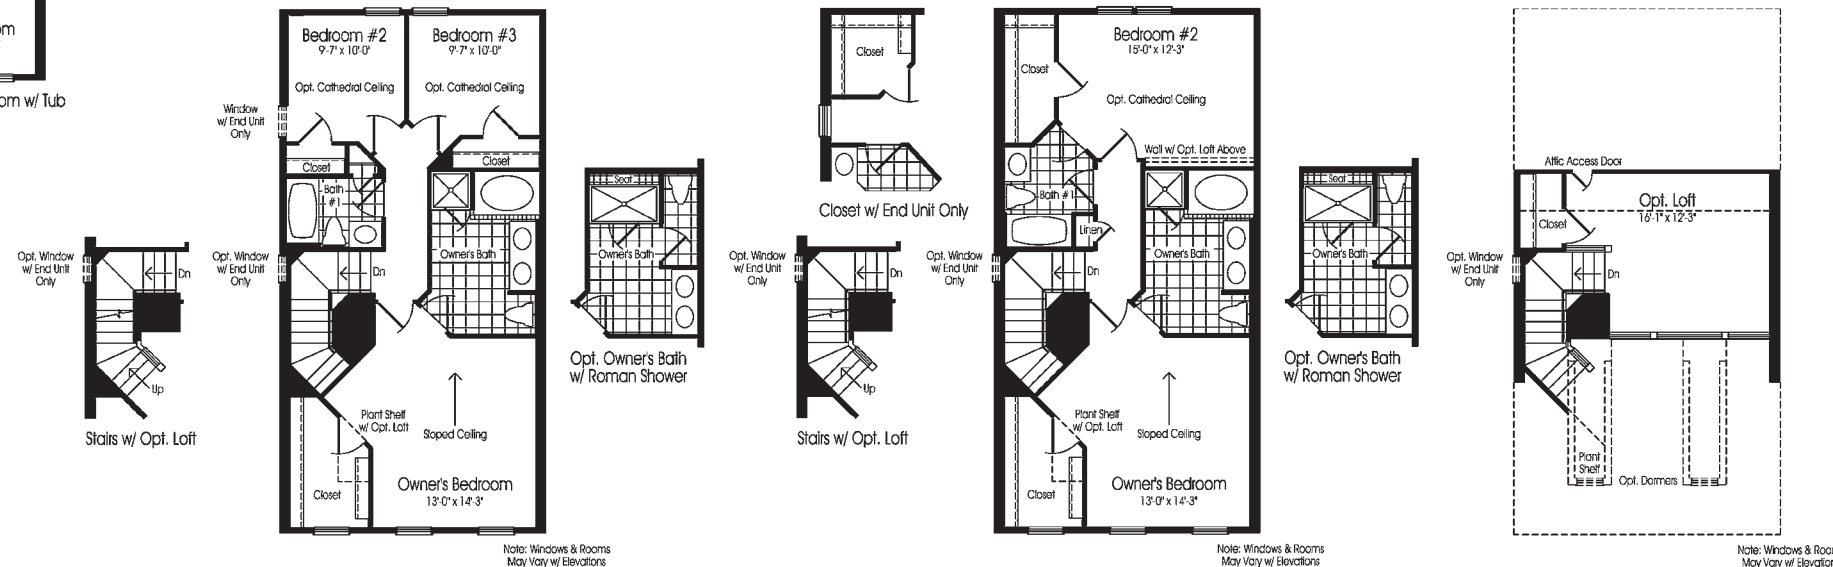 om
om w/ Tub
Bedroom #2
9'-7" x 10'-0"
Opt. Cathedral Ceiling
Bedroom #3
9'-7" x 10'-0"
Opt. Cathedral Ceiling
Window
w/ End Unit
Only
Closet
Closet
Bath
#1
Opt. Window
w/ End Unit
Only
Dn
Owner's Bath
Plant Shelf
w/ Opt. Loft
Sloped Ceiling
Closet
Owner's Bedroom
13'-0" x 14'-3"
Note: Windows & Rooms
May Vary w/ Elevations
Opt. Window
w/ End Unit
Only
Dn
Up
Stairs w/ Opt. Loft
Seat
Owner's Bath
Opt. Owner's Bath
w/ Roman Shower
Closet
Closet w/ End Unit Only
Opt. Window
w/ End Unit
Only
Dn
Up
Stairs w/ Opt. Loft
Bedroom #2
15'-0" x 12'-3"
Closet
Opt. Cathedral Ceiling
Wall w/ Opt. Loft Above
Bath #1
Linen
Opt. Window
w/ End Unit
Only
Dn
Owner's Bath
Plant Shelf
w/ Opt. Loft
Sloped Ceiling
Closet
Owner's Bedroom
13'-0" x 14'-3"
Note: Windows & Rooms
May Vary w/ Elevations
Seat
Owner's Bath
Opt. Owner's Bath
w/ Roman Shower
Attic Access Door
Opt. Loft
16'-1" x 12'-3"
Closet
Opt. Window
w/ End Unit
Only
Dn
Plant
Shelf
Opt. Dormers
Note: Windows & Roo
May Vary w/ Elevation